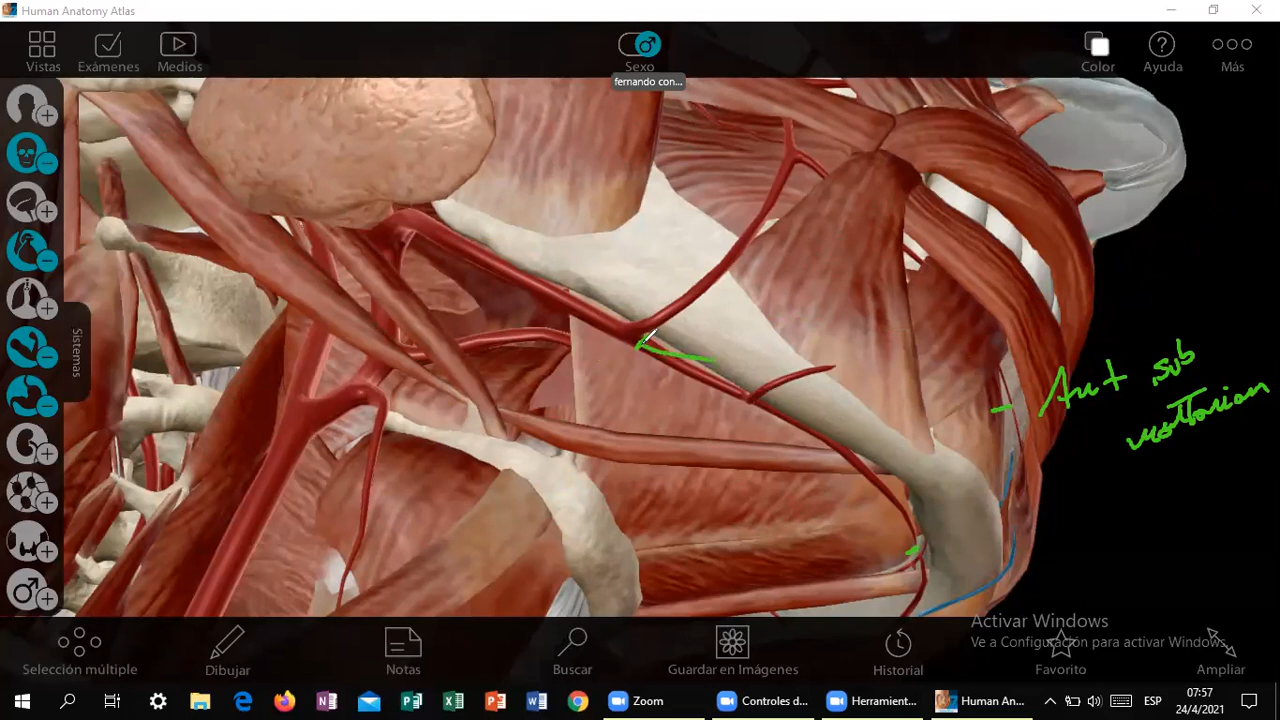 Human Anatomy Atlas
Vistas
Exámenes
Medios
Sexo
fernando con...
Color
Ayuda
Más
Sistemas
sub
Activar Windows
Ve a Configuración para activar Windows.
Selección múltiple
Dibujar
Notas
Buscar
Guardar en Imágenes
Historial
Favorito
Ampliar
Zoom
Controles d...
Herramient...
Human An...
ESP
07:57
24/4/2021